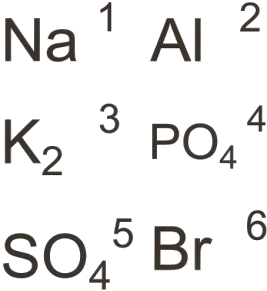 Na ¹ Al ²
K₂ ³ PO₄ ⁴
SO₄ ⁵ Br ⁶